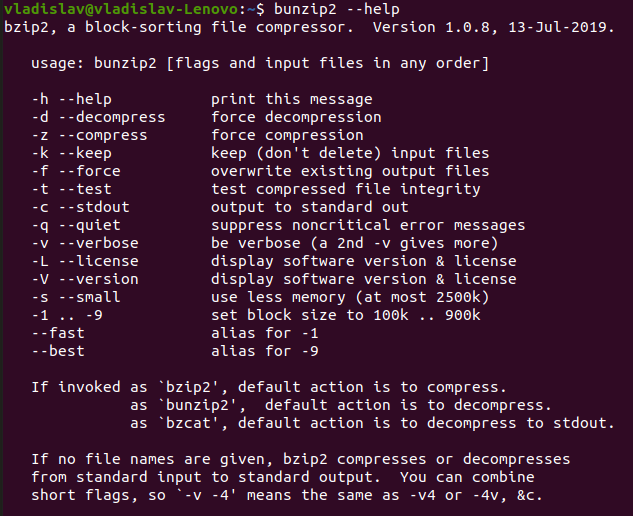 vladislav@vladislav-Lenovo:~$ bunzip2 --help
bzip2, a block-sorting file compressor.  Version 1.0.8, 13-Jul-2019.

   usage: bunzip2 [flags and input files in any order]

   -h --help           print this message
   -d --decompress     force decompression
   -z --compress       force compression
   -k --keep           keep (don't delete) input files
   -f --force          overwrite existing output files
   -t --test           test compressed file integrity
   -c --stdout         output to standard out
   -q --quiet          suppress noncritical error messages
   -v --verbose        be verbose (a 2nd -v gives more)
   -L --license        display software version & license
   -V --version        display software version & license
   -s --small          use less memory (at most 2500k)
   -1 .. -9            set block size to 100k .. 900k
   --fast              alias for -1
   --best              alias for -9

   If invoked as `bzip2', default action is to compress.
              as `bunzip2',  default action is to decompress.
              as `bzcat', default action is to decompress to stdout.

   If no file names are given, bzip2 compresses or decompresses
   from standard input to standard output.  You can combine
   short flags, so `-v -4' means the same as -v4 or -4v, &c.